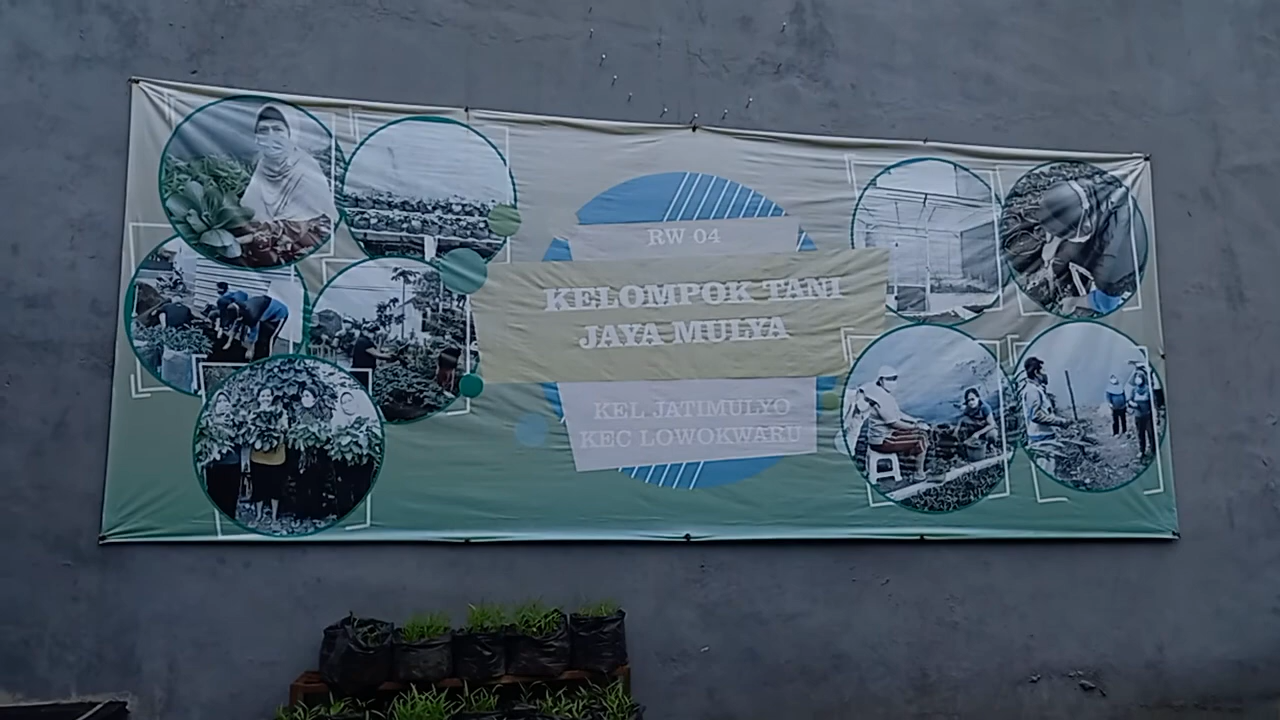 RW 04
KELOMPOK TANI
JAYA MULYA
KEL JATIMULYO
KEC LOWOKWARU